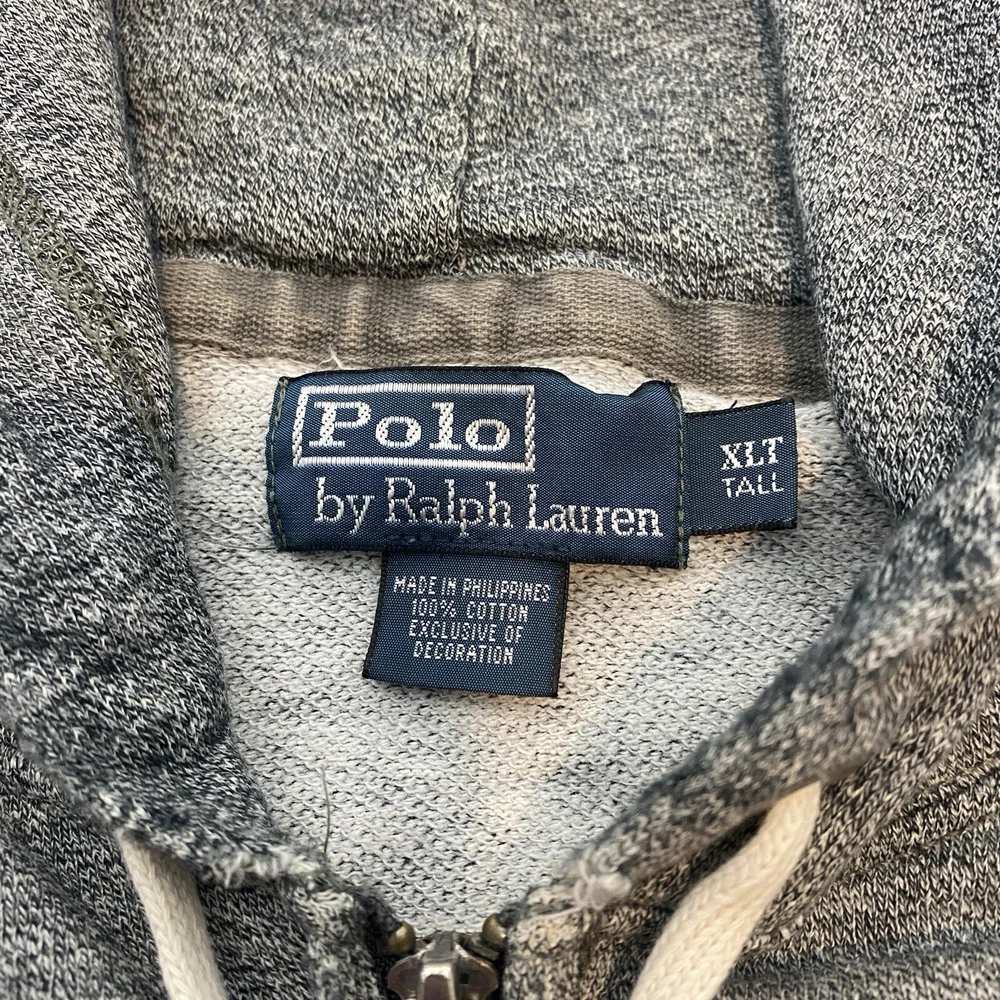 Polo
by Ralph Lauren
XLT
TALL
MADE IN PHILIPPINES
100% COTTON
EXCLUSIVE OF
DECORATION